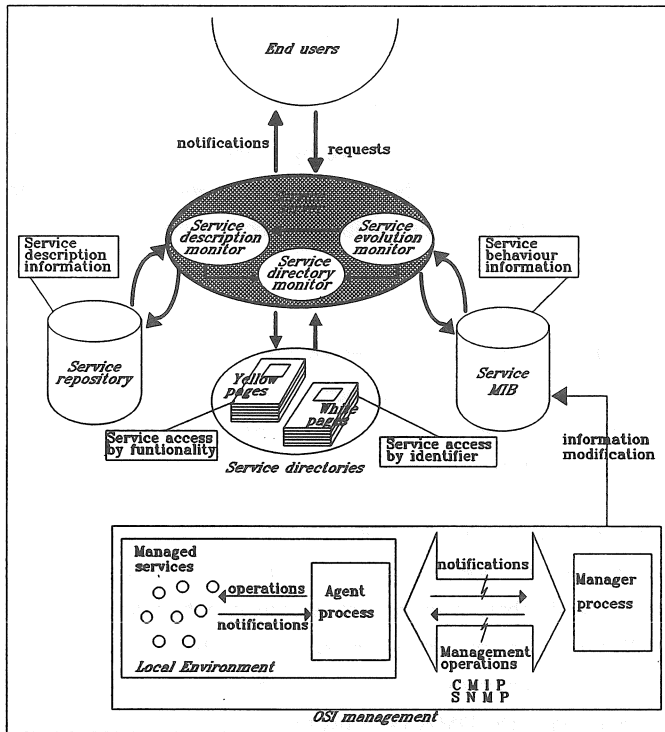 End users
notifications
requests
Service
description
monitor
Service
evolution
monitor
Service
directory
monitor
Service
description
information
Service
behaviour
information
Service
repository
Service
MIB
Yellow
pages
White
pages
Service access
by funtionality
Service access
by identifier
Service directories
information
modification
Managed
services
operations
notifications
Agent
process
Local Environment
notifications
Management
operations
C M I P
S N M P
Manager
process
OSI management